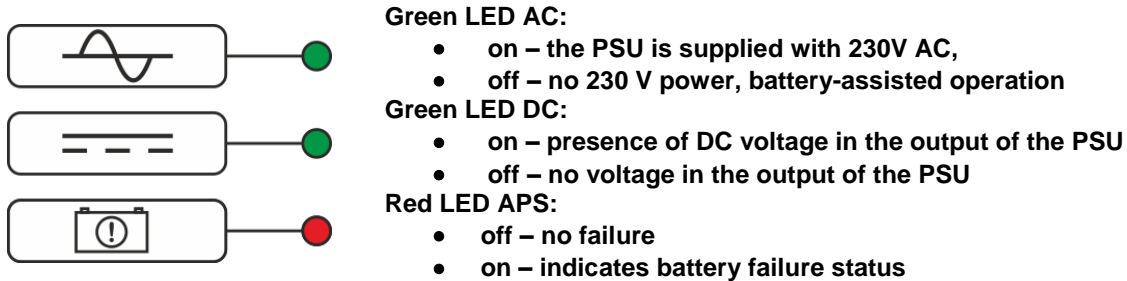 Green LED AC:
• on – the PSU is supplied with 230V AC,
• off – no 230 V power, battery-assisted operation
Green LED DC:
• on – presence of DC voltage in the output of the PSU
• off – no voltage in the output of the PSU
Red LED APS:
• off – no failure
• on – indicates battery failure status